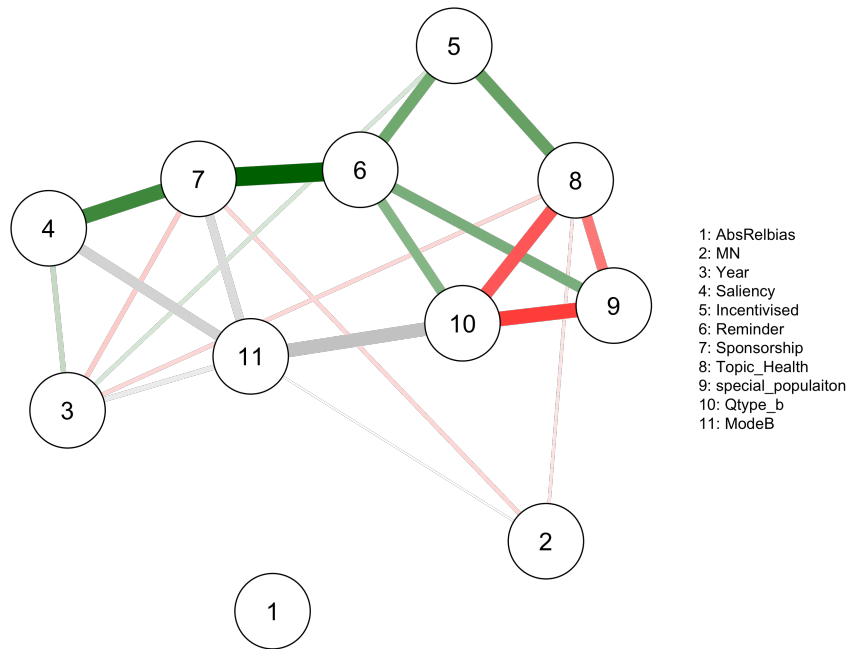 5
6
7
8
4
9
10
11
3
2
1
1: AbsRelbias
2: MN
3: Year
4: Saliency
5: Incentivised
6: Reminder
7: Sponsorship
8: Topic_Health
9: special_populaiton
10: Qtype_b
11: ModeB